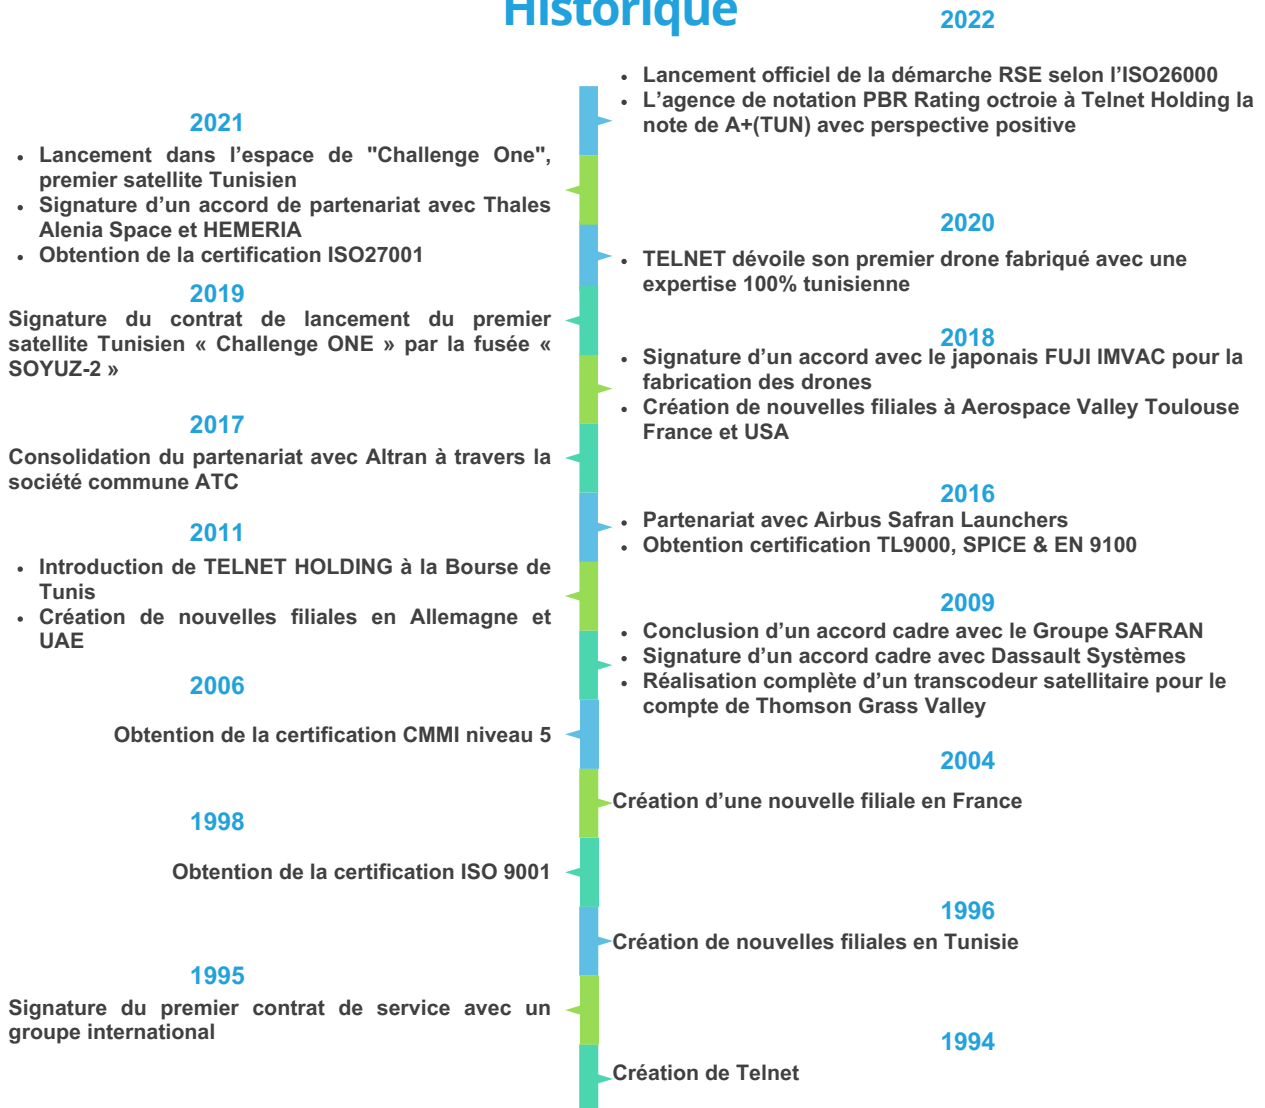 Historique
2022
• Lancement officiel de la démarche RSE selon l’ISO26000
• L’agence de notation PBR Rating octroie à Telnet Holding la
note de A+(TUN) avec perspective positive
2021
• Lancement dans l’espace de "Challenge One",
premier satellite Tunisien
• Signature d’un accord de partenariat avec Thales
Alenia Space et HEMERIA
• Obtention de la certification ISO27001
2020
• TELNET dévoile son premier drone fabriqué avec une
expertise 100% tunisienne
2019
Signature du contrat de lancement du premier
satellite Tunisien « Challenge ONE » par la fusée «
SOYUZ-2 »
2018
• Signature d’un accord avec le japonais FUJI IMVAC pour la
fabrication des drones
• Création de nouvelles filiales à Aerospace Valley Toulouse
France et USA
2017
Consolidation du partenariat avec Altran à travers la
société commune ATC
2016
• Partenariat avec Airbus Safran Launchers
• Obtention certification TL9000, SPICE & EN 9100
2011
• Introduction de TELNET HOLDING à la Bourse de
Tunis
• Création de nouvelles filiales en Allemagne et
UAE
2009
• Conclusion d’un accord cadre avec le Groupe SAFRAN
• Signature d’un accord cadre avec Dassault Systèmes
• Réalisation complète d’un transcodeur satellitaire pour le
compte de Thomson Grass Valley
2006
Obtention de la certification CMMI niveau 5
2004
Création d’une nouvelle filiale en France
1998
Obtention de la certification ISO 9001
1996
Création de nouvelles filiales en Tunisie
1995
Signature du premier contrat de service avec un
groupe international
1994
Création de Telnet